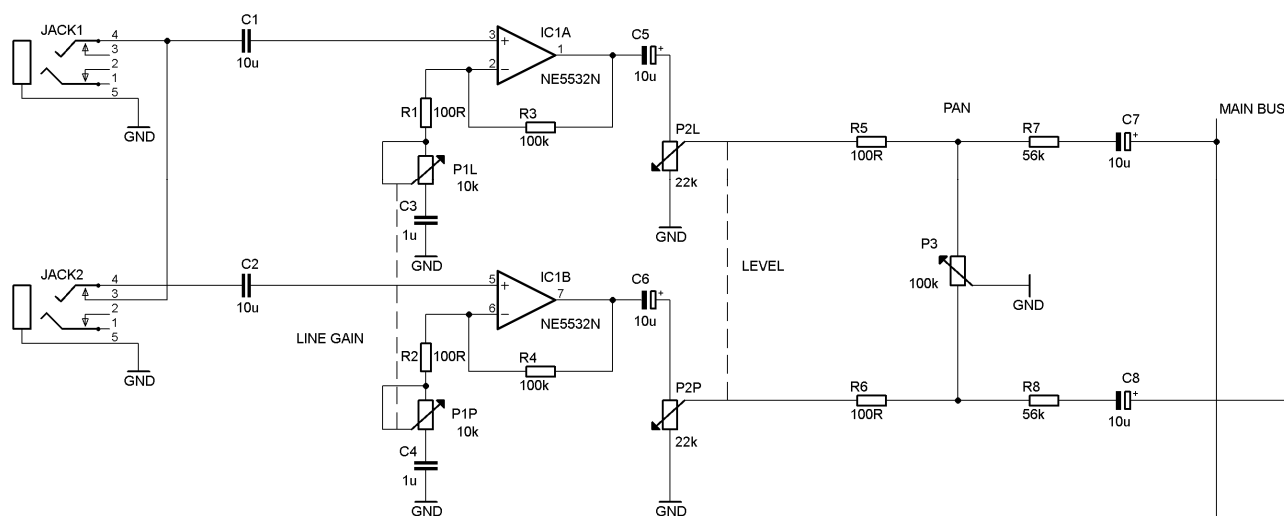 JACK1
4
3
2
1
5
GND
C1
10u
3
2
IC1A
1
NE5532N
R1
100R
R3
100k
P1L
10k
C3
1u
GND
C5
+
10u
P2L
22k
GND
R5
100R
PAN
R7
56k
C7
+
10u
MAIN BUS
JACK2
4
3
2
1
5
GND
C2
10u
LINE GAIN
5
6
IC1B
7
NE5532N
R2
100R
R4
100k
P1P
10k
C4
1u
GND
C6
+
10u
LEVEL
P2P
22k
GND
P3
100k
GND
R6
100R
R8
56k
C8
+
10u